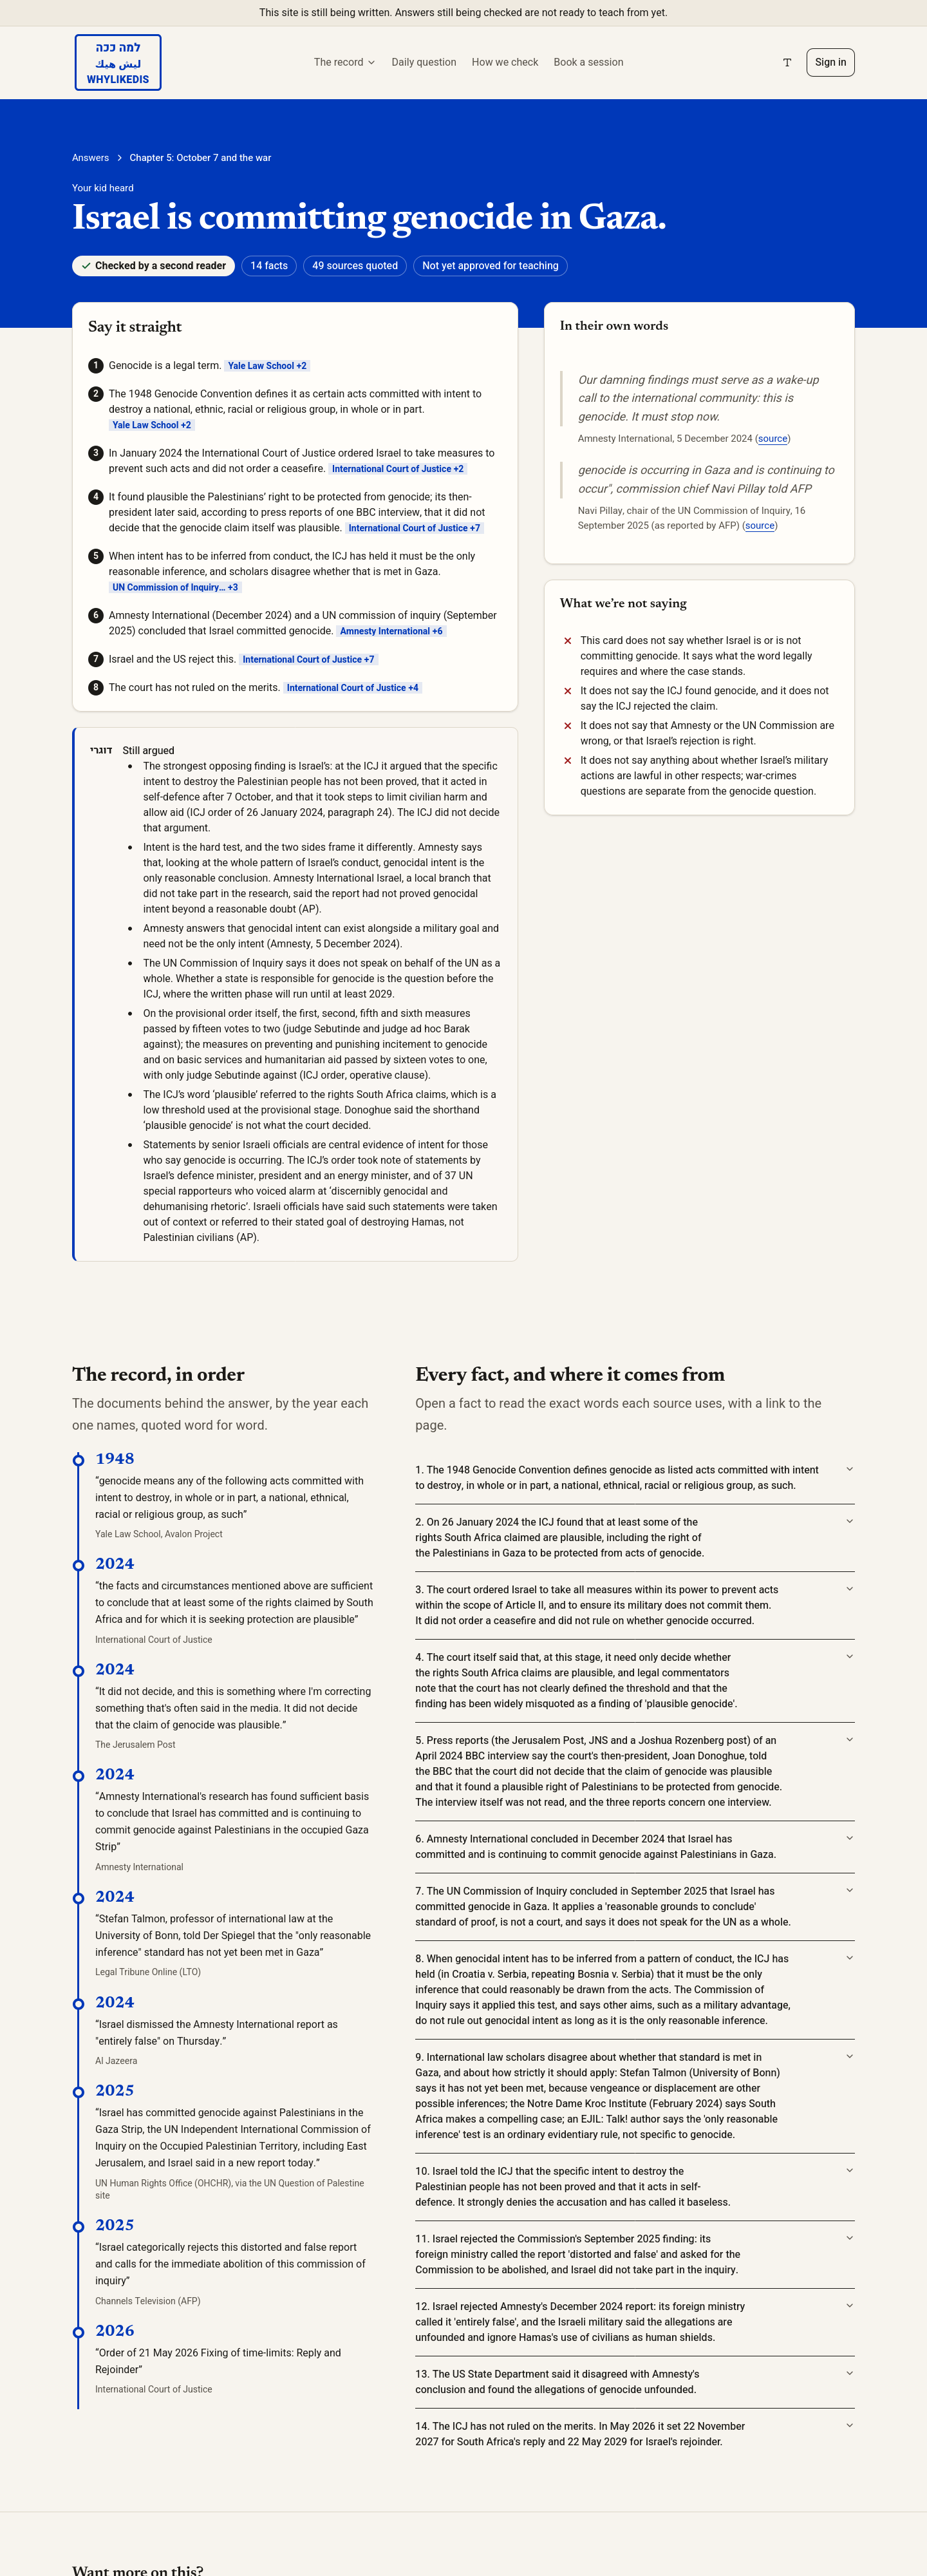 This site is still being written. Answers still being checked are not ready to teach from yet.
למה ככה
ليش هيك
WHYLIKEDIS
The record
Daily question
How we check
Book a session
T
Sign in
Answers
Chapter 5: October 7 and the war
Your kid heard
Israel is committing genocide in Gaza.
Checked by a second reader
14 facts
49 sources quoted
Not yet approved for teaching
Say it straight
1 Genocide is a legal term. Yale Law School +2
2 The 1948 Genocide Convention defines it as certain acts committed with intent to
destroy a national, ethnic, racial or religious group, in whole or in part.
Yale Law School +2
3 In January 2024 the International Court of Justice ordered Israel to take measures to
prevent such acts and did not order a ceasefire. International Court of Justice +2
4 It found plausible the Palestinians’ right to be protected from genocide; its then-
president later said, according to press reports of one BBC interview, that it did not
decide that the genocide claim itself was plausible. International Court of Justice +7
5 When intent has to be inferred from conduct, the ICJ has held it must be the only
reasonable inference, and scholars disagree whether that is met in Gaza.
UN Commission of Inquiry… +3
6 Amnesty International (December 2024) and a UN commission of inquiry (September
2025) concluded that Israel committed genocide. Amnesty International +6
7 Israel and the US reject this. International Court of Justice +7
8 The court has not ruled on the merits. International Court of Justice +4
דוגרי Still argued
The strongest opposing finding is Israel’s: at the ICJ it argued that the specific
intent to destroy the Palestinian people has not been proved, that it acted in
self-defence after 7 October, and that it took steps to limit civilian harm and
allow aid (ICJ order of 26 January 2024, paragraph 24). The ICJ did not decide
that argument.
Intent is the hard test, and the two sides frame it differently. Amnesty says
that, looking at the whole pattern of Israel’s conduct, genocidal intent is the
only reasonable conclusion. Amnesty International Israel, a local branch that
did not take part in the research, said the report had not proved genocidal
intent beyond a reasonable doubt (AP).
Amnesty answers that genocidal intent can exist alongside a military goal and
need not be the only intent (Amnesty, 5 December 2024).
The UN Commission of Inquiry says it does not speak on behalf of the UN as a
whole. Whether a state is responsible for genocide is the question before the
ICJ, where the written phase will run until at least 2029.
On the provisional order itself, the first, second, fifth and sixth measures
passed by fifteen votes to two (judge Sebutinde and judge ad hoc Barak
against); the measures on preventing and punishing incitement to genocide
and on basic services and humanitarian aid passed by sixteen votes to one,
with only judge Sebutinde against (ICJ order, operative clause).
The ICJ’s word ‘plausible’ referred to the rights South Africa claims, which is a
low threshold used at the provisional stage. Donoghue said the shorthand
‘plausible genocide’ is not what the court decided.
Statements by senior Israeli officials are central evidence of intent for those
who say genocide is occurring. The ICJ’s order took note of statements by
Israel’s defence minister, president and an energy minister, and of 37 UN
special rapporteurs who voiced alarm at ‘discernibly genocidal and
dehumanising rhetoric’. Israeli officials have said such statements were taken
out of context or referred to their stated goal of destroying Hamas, not
Palestinian civilians (AP).
In their own words
Our damning findings must serve as a wake-up
call to the international community: this is
genocide. It must stop now.
Amnesty International, 5 December 2024 (source)
genocide is occurring in Gaza and is continuing to
occur", commission chief Navi Pillay told AFP
Navi Pillay, chair of the UN Commission of Inquiry, 16
September 2025 (as reported by AFP) (source)
What we’re not saying
This card does not say whether Israel is or is not
committing genocide. It says what the word legally
requires and where the case stands.
It does not say the ICJ found genocide, and it does not
say the ICJ rejected the claim.
It does not say that Amnesty or the UN Commission are
wrong, or that Israel’s rejection is right.
It does not say anything about whether Israel’s military
actions are lawful in other respects; war-crimes
questions are separate from the genocide question.
The record, in order
The documents behind the answer, by the year each
one names, quoted word for word.
1948
“genocide means any of the following acts committed with
intent to destroy, in whole or in part, a national, ethnical,
racial or religious group, as such”
Yale Law School, Avalon Project
2024
“the facts and circumstances mentioned above are sufficient
to conclude that at least some of the rights claimed by South
Africa and for which it is seeking protection are plausible”
International Court of Justice
2024
“It did not decide, and this is something where I'm correcting
something that's often said in the media. It did not decide
that the claim of genocide was plausible.”
The Jerusalem Post
2024
“Amnesty International's research has found sufficient basis
to conclude that Israel has committed and is continuing to
commit genocide against Palestinians in the occupied Gaza
Strip”
Amnesty International
2024
“Stefan Talmon, professor of international law at the
University of Bonn, told Der Spiegel that the "only reasonable
inference" standard has not yet been met in Gaza”
Legal Tribune Online (LTO)
2024
“Israel dismissed the Amnesty International report as
"entirely false" on Thursday.”
Al Jazeera
2025
“Israel has committed genocide against Palestinians in the
Gaza Strip, the UN Independent International Commission of
Inquiry on the Occupied Palestinian Territory, including East
Jerusalem, and Israel said in a new report today.”
UN Human Rights Office (OHCHR), via the UN Question of Palestine
site
2025
“Israel categorically rejects this distorted and false report
and calls for the immediate abolition of this commission of
inquiry”
Channels Television (AFP)
2026
“Order of 21 May 2026 Fixing of time-limits: Reply and
Rejoinder”
International Court of Justice
Every fact, and where it comes from
Open a fact to read the exact words each source uses, with a link to the
page.
1. The 1948 Genocide Convention defines genocide as listed acts committed with intent
to destroy, in whole or in part, a national, ethnical, racial or religious group, as such.
2. On 26 January 2024 the ICJ found that at least some of the
rights South Africa claimed are plausible, including the right of
the Palestinians in Gaza to be protected from acts of genocide.
3. The court ordered Israel to take all measures within its power to prevent acts
within the scope of Article II, and to ensure its military does not commit them.
It did not order a ceasefire and did not rule on whether genocide occurred.
4. The court itself said that, at this stage, it need only decide whether
the rights South Africa claims are plausible, and legal commentators
note that the court has not clearly defined the threshold and that the
finding has been widely misquoted as a finding of 'plausible genocide'.
5. Press reports (the Jerusalem Post, JNS and a Joshua Rozenberg post) of an
April 2024 BBC interview say the court's then-president, Joan Donoghue, told
the BBC that the court did not decide that the claim of genocide was plausible
and that it found a plausible right of Palestinians to be protected from genocide.
The interview itself was not read, and the three reports concern one interview.
6. Amnesty International concluded in December 2024 that Israel has
committed and is continuing to commit genocide against Palestinians in Gaza.
7. The UN Commission of Inquiry concluded in September 2025 that Israel has
committed genocide in Gaza. It applies a 'reasonable grounds to conclude'
standard of proof, is not a court, and says it does not speak for the UN as a whole.
8. When genocidal intent has to be inferred from a pattern of conduct, the ICJ has
held (in Croatia v. Serbia, repeating Bosnia v. Serbia) that it must be the only
inference that could reasonably be drawn from the acts. The Commission of
Inquiry says it applied this test, and says other aims, such as a military advantage,
do not rule out genocidal intent as long as it is the only reasonable inference.
9. International law scholars disagree about whether that standard is met in
Gaza, and about how strictly it should apply: Stefan Talmon (University of Bonn)
says it has not yet been met, because vengeance or displacement are other
possible inferences; the Notre Dame Kroc Institute (February 2024) says South
Africa makes a compelling case; an EJIL: Talk! author says the 'only reasonable
inference' test is an ordinary evidentiary rule, not specific to genocide.
10. Israel told the ICJ that the specific intent to destroy the
Palestinian people has not been proved and that it acts in self-
defence. It strongly denies the accusation and has called it baseless.
11. Israel rejected the Commission's September 2025 finding: its
foreign ministry called the report 'distorted and false' and asked for the
Commission to be abolished, and Israel did not take part in the inquiry.
12. Israel rejected Amnesty's December 2024 report: its foreign ministry
called it 'entirely false', and the Israeli military said the allegations are
unfounded and ignore Hamas's use of civilians as human shields.
13. The US State Department said it disagreed with Amnesty's
conclusion and found the allegations of genocide unfounded.
14. The ICJ has not ruled on the merits. In May 2026 it set 22 November
2027 for South Africa's reply and 22 May 2029 for Israel's rejoinder.
Want more on this?